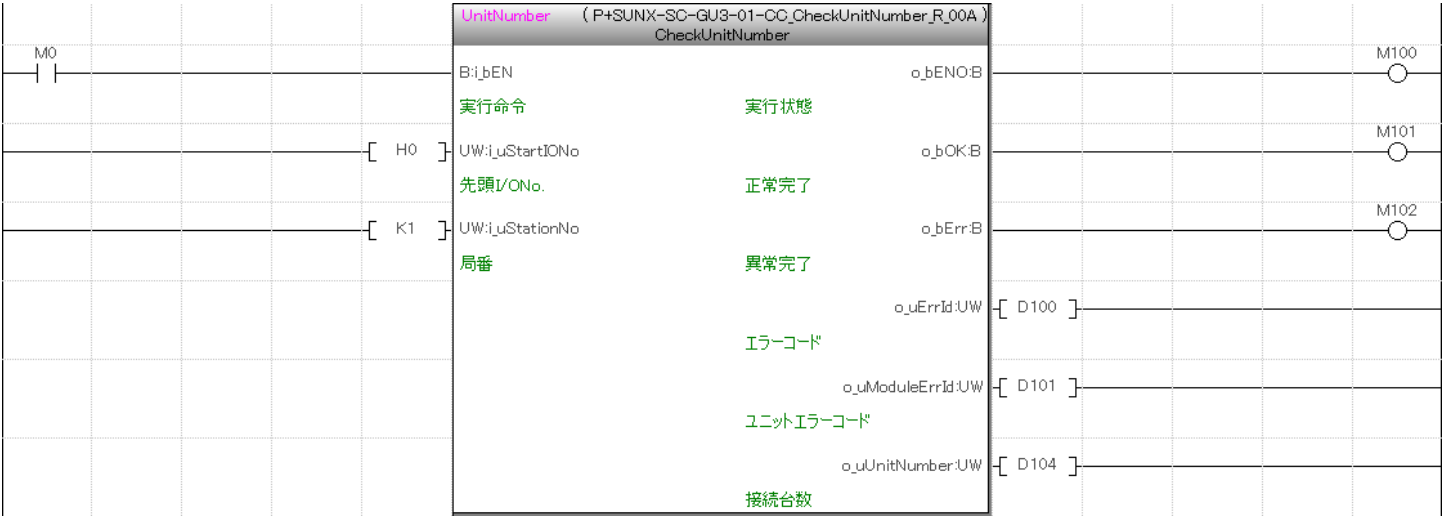 UnitNumber (P+SUNX-SC-GU3-01-CC_CheckUnitNumber_R_00A)
CheckUnitNumber
M0
B:i_bEN
o_bENO:B
M100
実行命令
実行状態
H0
UW:i_uStartIONo
o_bOK:B
M101
先頭I/ONo.
正常完了
K1
UW:i_uStationNo
o_bErr:B
M102
局番
異常完了
o_uErrId:UW
D100
エラーコード
o_uModuleErrId:UW
D101
ユニットエラーコード
o_uUnitNumber:UW
D104
接続台数